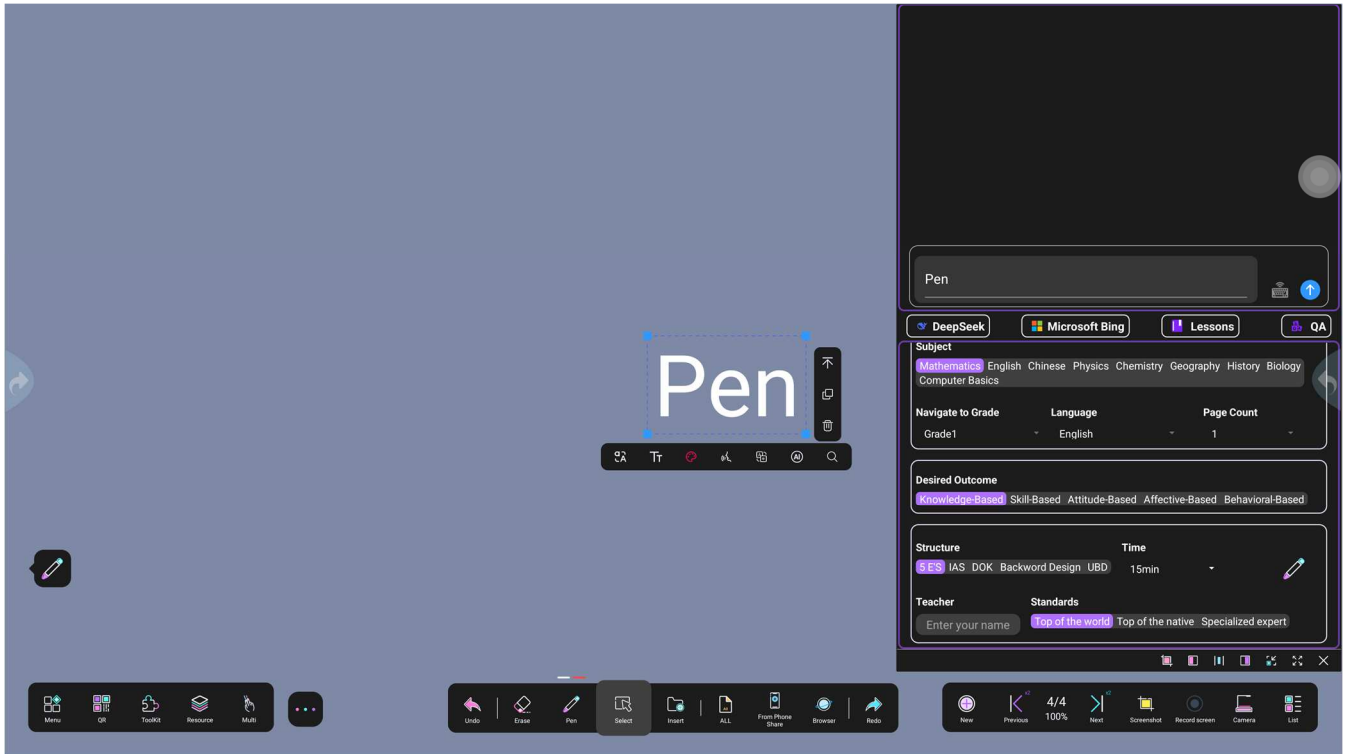 Pen
Pen
DeepSeek
Microsoft Bing
Lessons
QA
Subject
Mathematics English Chinese Physics Chemistry Geography History Biology
Computer Basics
Navigate to Grade Language Page Count
Grade1 English 1
Desired Outcome
Knowledge-Based Skill-Based Attitude-Based Affective-Based Behavioral-Based
Structure Time
5 E'S IAS DOK Backword Design UBD 15min
Teacher Standards
Enter your name Top of the world Top of the native Specialized expert
AI
Menu QR ToolKit Resource Multi
Undo Erase Pen Select Insert ALL From Phone Share Browser Redo
New Previous x2 4/4 100% Next x2 Screenshot Record screen Camera List